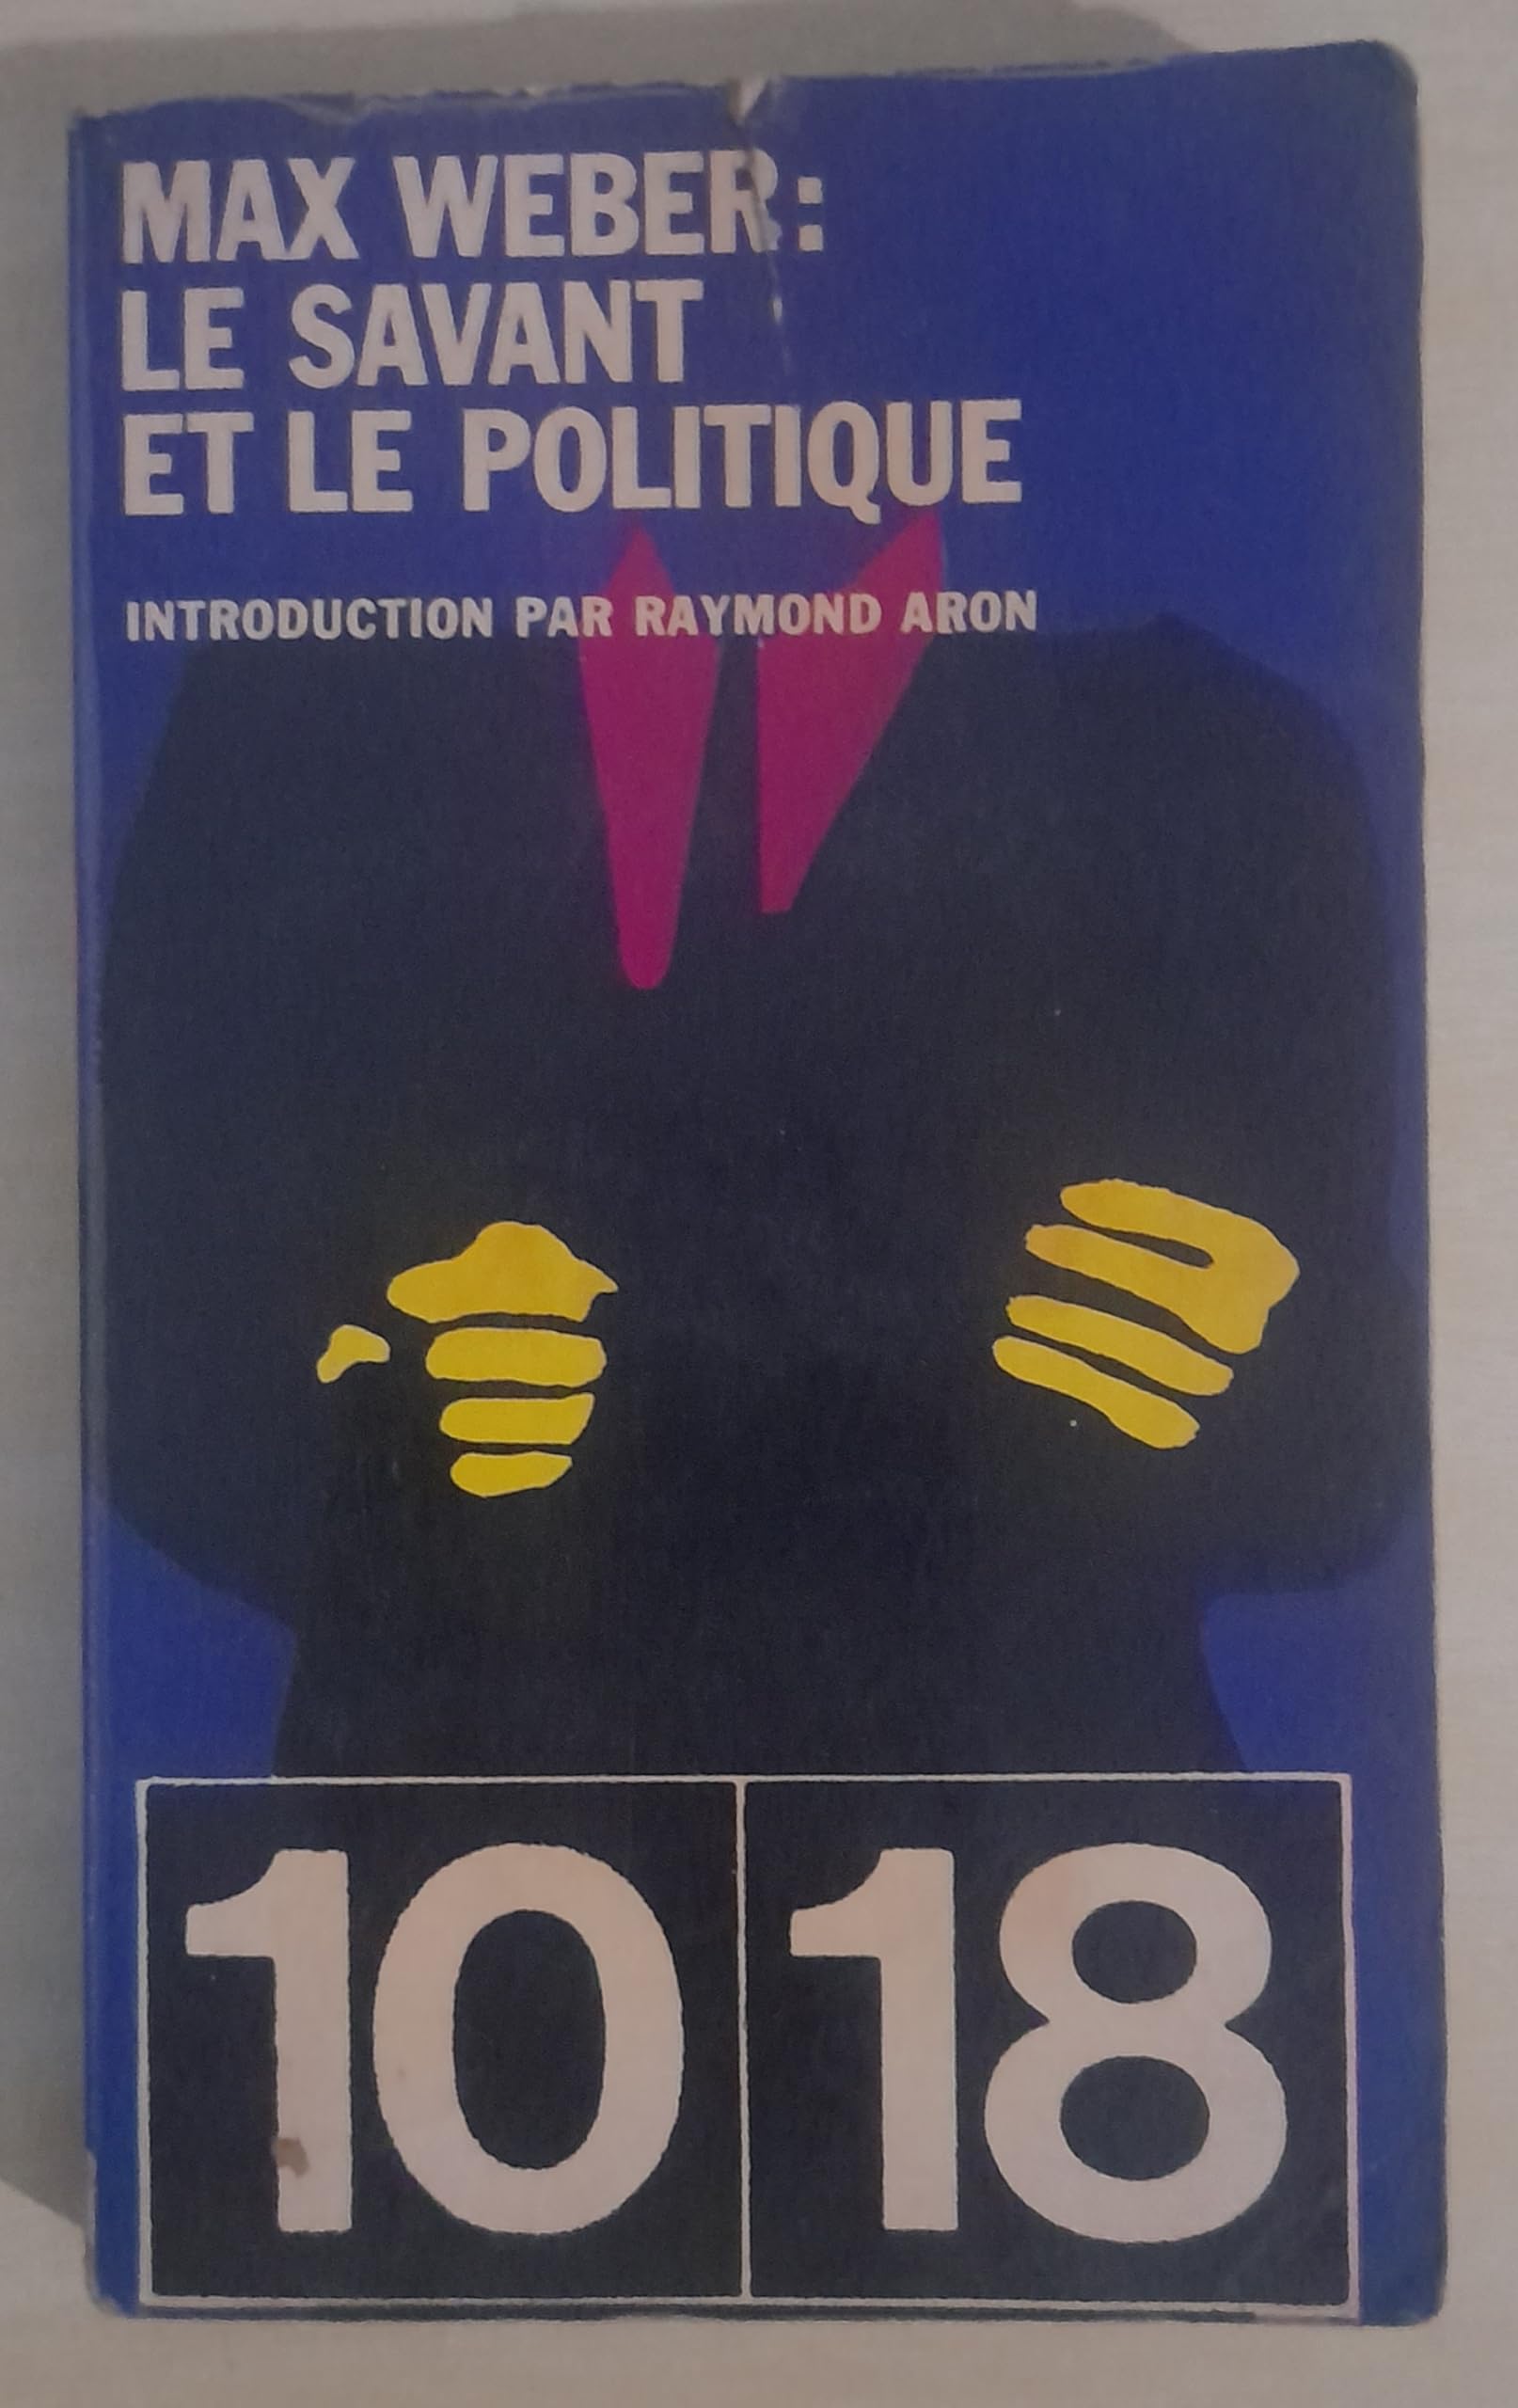 MAX WEBER:
LE SAVANT
ET LE POLITIQUE
INTRODUCTION PAR RAYMOND ARON
10 18